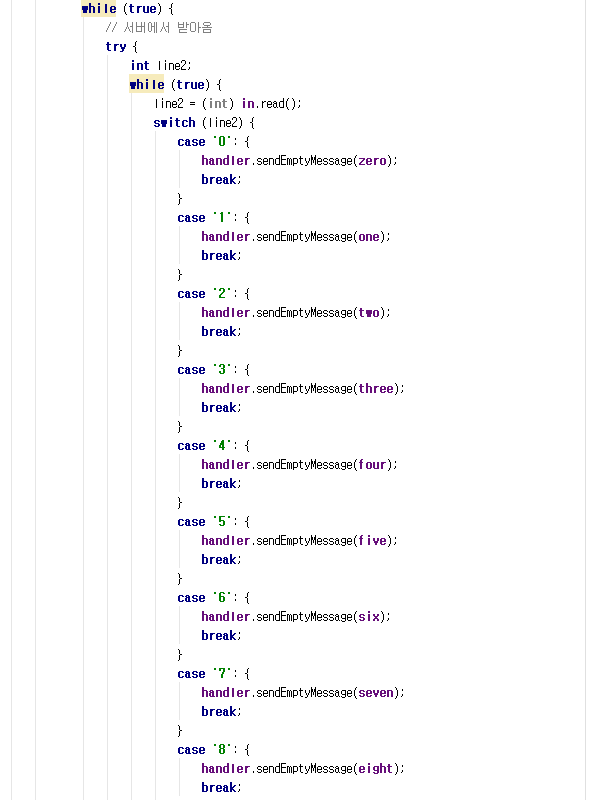 while (true) {
// 서버에서 받아옴
try {
int line2;
while (true) {
line2 = (int) in.read();
switch (line2) {
case '0': {
handler.sendEmptyMessage(zero);
break;
}
case '1': {
handler.sendEmptyMessage(one);
break;
}
case '2': {
handler.sendEmptyMessage(two);
break;
}
case '3': {
handler.sendEmptyMessage(three);
break;
}
case '4': {
handler.sendEmptyMessage(four);
break;
}
case '5': {
handler.sendEmptyMessage(five);
break;
}
case '6': {
handler.sendEmptyMessage(six);
break;
}
case '7': {
handler.sendEmptyMessage(seven);
break;
}
case '8': {
handler.sendEmptyMessage(eight);
break;